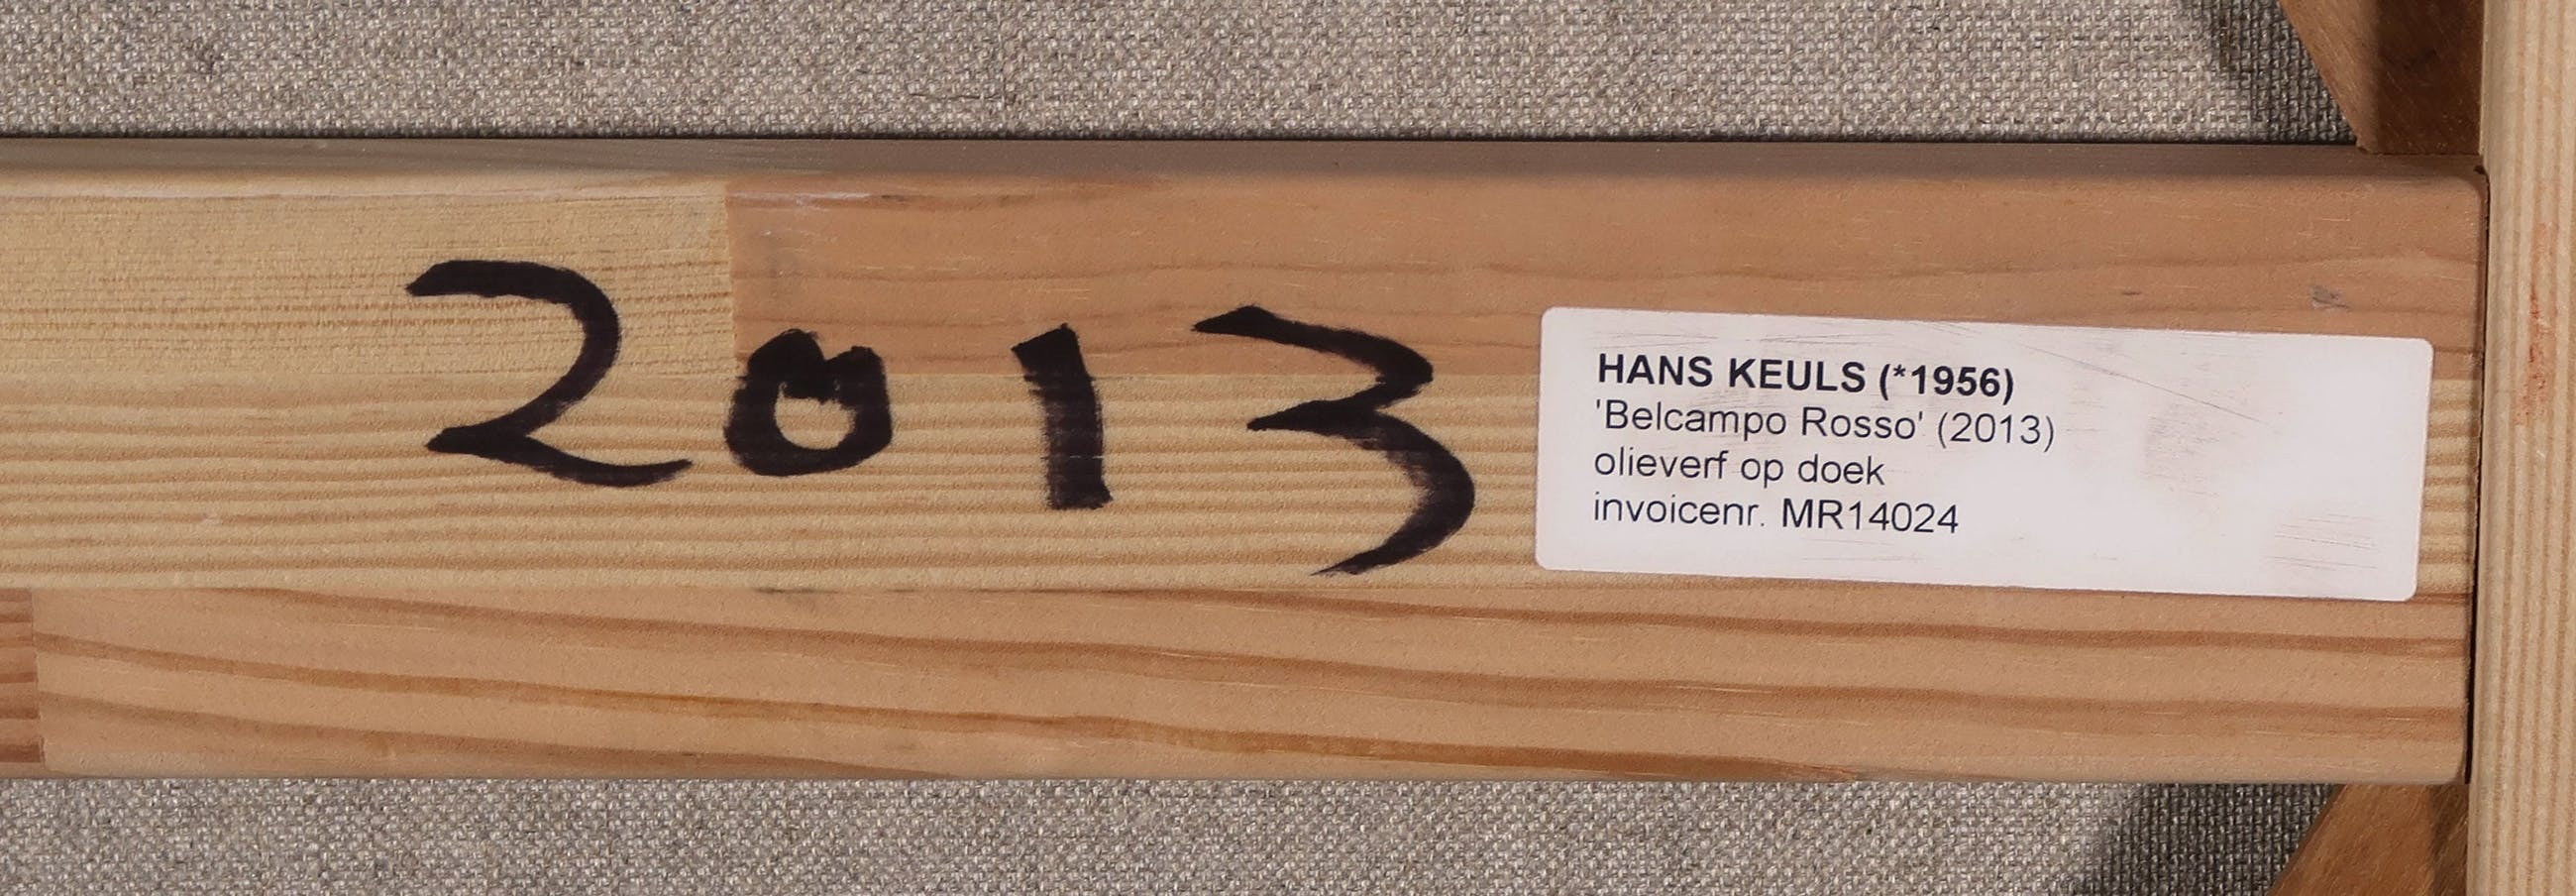 2013
HANS KEULS (*1956)
'Belcampo Rosso' (2013)
olieverf op doek
invoicenr. MR14024